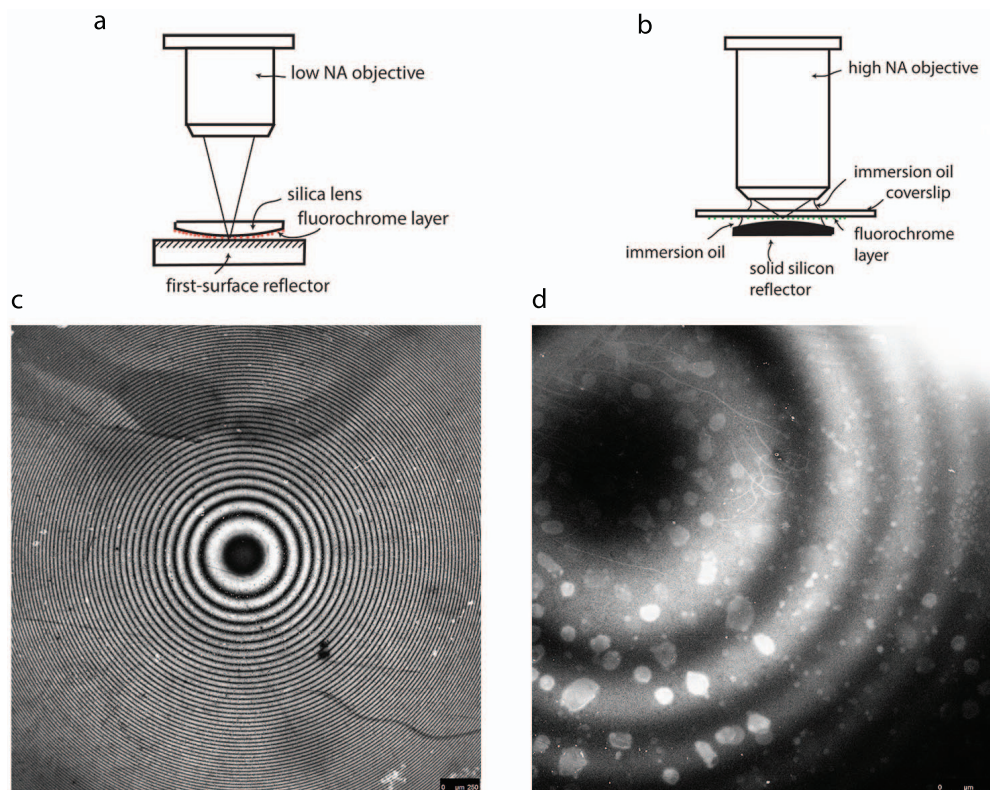 a
low NA objective
silica lens
fluorochrome layer
first-surface reflector
b
high NA objective
immersion oil
coverslip
fluorochrome
layer
immersion oil
solid silicon
reflector
c
0 µm 250
d
0 µm